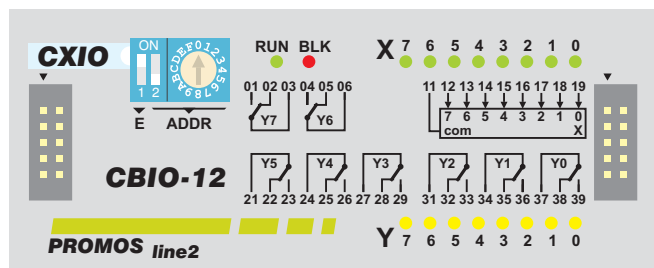 CXIO
ON
1 2
0123456789ABCDEF
E ADDR
RUN BLK
X 7 6 5 4 3 2 1 0
01 02 03 04 05 06
Y7 Y6
11 12 13 14 15 16 17 18 19
7 6 5 4 3 2 1 0
com X
CBIO-12
Y5 Y4 Y3 Y2 Y1 Y0
21 22 23 24 25 26 27 28 29 31 32 33 34 35 36 37 38 39
PROMOS line2
Y 7 6 5 4 3 2 1 0